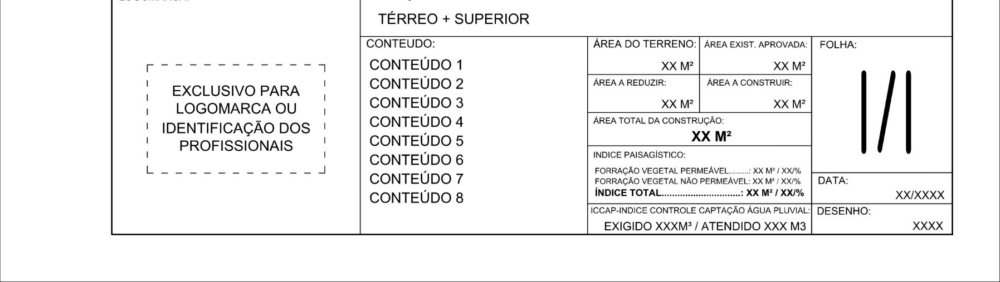 TÉRREO + SUPERIOR
EXCLUSIVO PARA
LOGOMARCA OU
IDENTIFICAÇÃO DOS
PROFISSIONAIS
CONTEUDO:
CONTEÚDO 1
CONTEÚDO 2
CONTEÚDO 3
CONTEÚDO 4
CONTEÚDO 5
CONTEÚDO 6
CONTEÚDO 7
CONTEÚDO 8
ÁREA DO TERRENO:
XX M²
ÁREA EXIST. APROVADA:
XX M²
ÁREA A REDUZIR:
XX M²
ÁREA A CONSTRUIR:
XX M²
ÁREA TOTAL DA CONSTRUÇÃO:
XX M²
INDICE PAISAGÍSTICO:
FORRAÇÃO VEGETAL PERMEÁVEL.........: XX M² / XX/%
FORRAÇÃO VEGETAL NÃO PERMEÁVEL: XX M² / XX/%
ÍNDICE TOTAL..............................: XX M² / XX/%
ICCAP-INDICE CONTROLE CAPTAÇÃO ÁGUA PLUVIAL:
EXIGIDO XXXM³ / ATENDIDO XXX M3
FOLHA:
1/1
DATA:
XX/XXXX
DESENHO:
XXXX